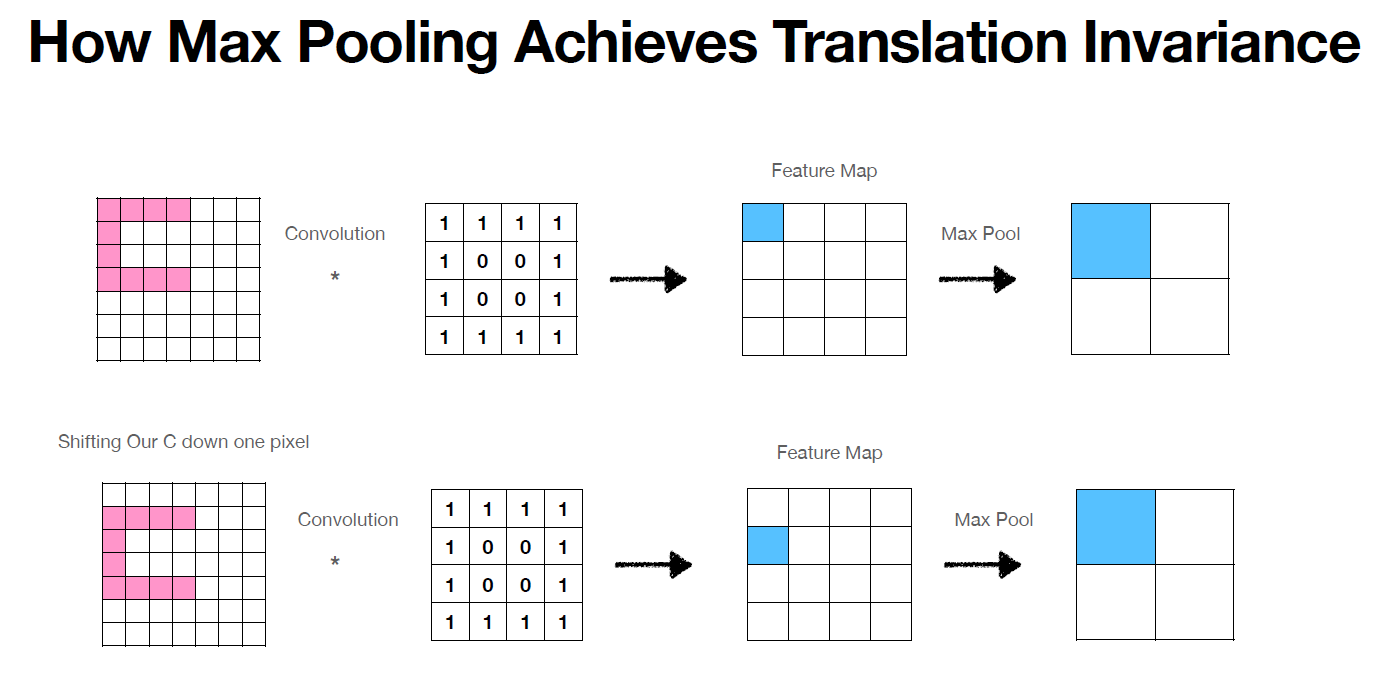 How Max Pooling Achieves Translation Invariance
Feature Map
Convolution
*
1 1 1 1
1 0 0 1
1 0 0 1
1 1 1 1
Max Pool
Shifting Our C down one pixel
Feature Map
Convolution
*
1 1 1 1
1 0 0 1
1 0 0 1
1 1 1 1
Max Pool